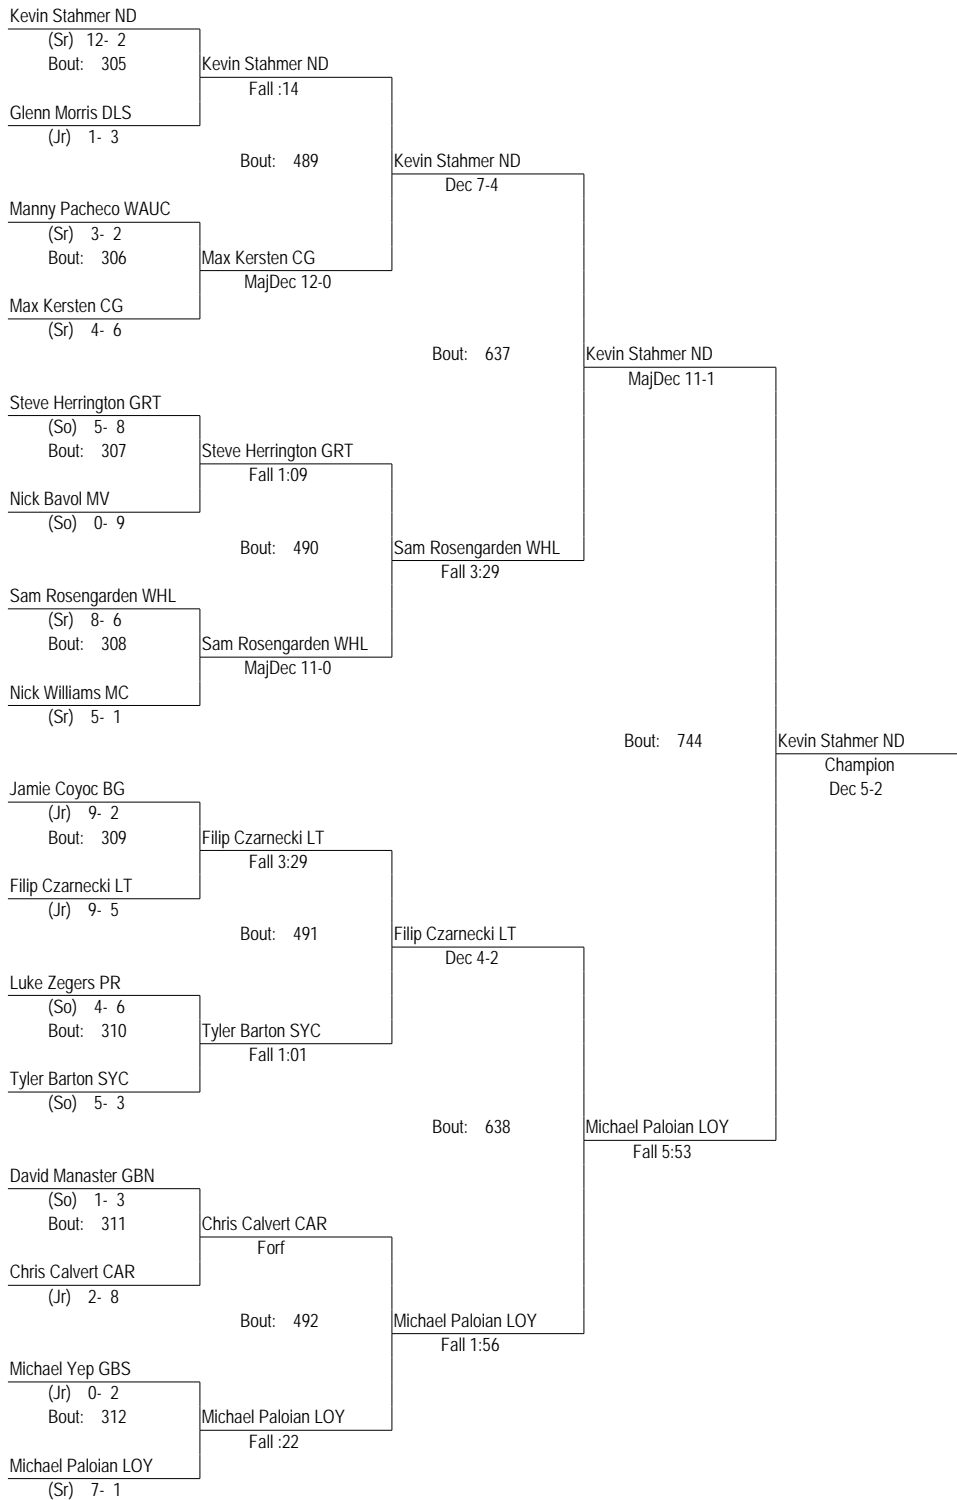 Kevin Stahmer ND
(Sr) 12- 2
Bout: 305
Kevin Stahmer ND
Fall :14
Glenn Morris DLS
(Jr) 1- 3
Bout: 489
Kevin Stahmer ND
Dec 7-4
Manny Pacheco WAUC
(Sr) 3- 2
Bout: 306
Max Kersten CG
MajDec 12-0
Max Kersten CG
(Sr) 4- 6
Bout: 637
Kevin Stahmer ND
MajDec 11-1
Steve Herrington GRT
(So) 5- 8
Bout: 307
Steve Herrington GRT
Fall 1:09
Nick Bavol MV
(So) 0- 9
Bout: 490
Sam Rosengarden WHL
Fall 3:29
Sam Rosengarden WHL
(Sr) 8- 6
Bout: 308
Sam Rosengarden WHL
MajDec 11-0
Nick Williams MC
(Sr) 5- 1
Bout: 744
Kevin Stahmer ND
Champion
Dec 5-2
Jamie Coyoc BG
(Jr) 9- 2
Bout: 309
Filip Czarnecki LT
Fall 3:29
Filip Czarnecki LT
(Jr) 9- 5
Bout: 491
Filip Czarnecki LT
Dec 4-2
Luke Zegers PR
(So) 4- 6
Bout: 310
Tyler Barton SYC
Fall 1:01
Tyler Barton SYC
(So) 5- 3
Bout: 638
Michael Paloian LOY
Fall 5:53
David Manaster GBN
(So) 1- 3
Bout: 311
Chris Calvert CAR
Forf
Chris Calvert CAR
(Jr) 2- 8
Bout: 492
Michael Paloian LOY
Fall 1:56
Michael Yep GBS
(Jr) 0- 2
Bout: 312
Michael Paloian LOY
Fall :22
Michael Paloian LOY
(Sr) 7- 1